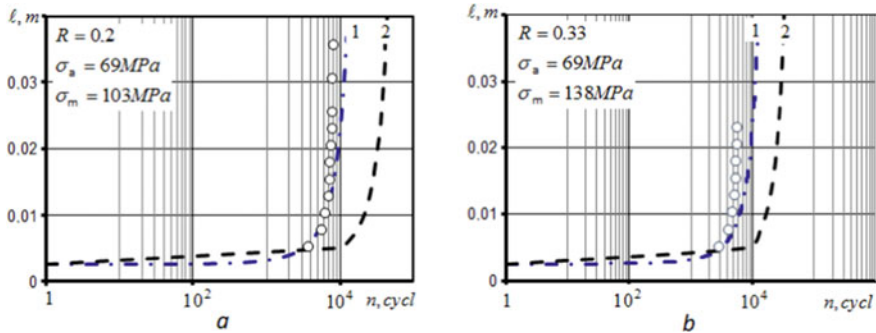 ℓ, m
R = 0.2
σa = 69MPa
σm = 103MPa
1 2
0.03
0.02
0.01
0
1 10² 10⁴ n, cycl
a
ℓ, m
R = 0.33
σa = 69MPa
σm = 138MPa
1 2
0.03
0.02
0.01
0
1 10² 10⁴ n, cycl
b